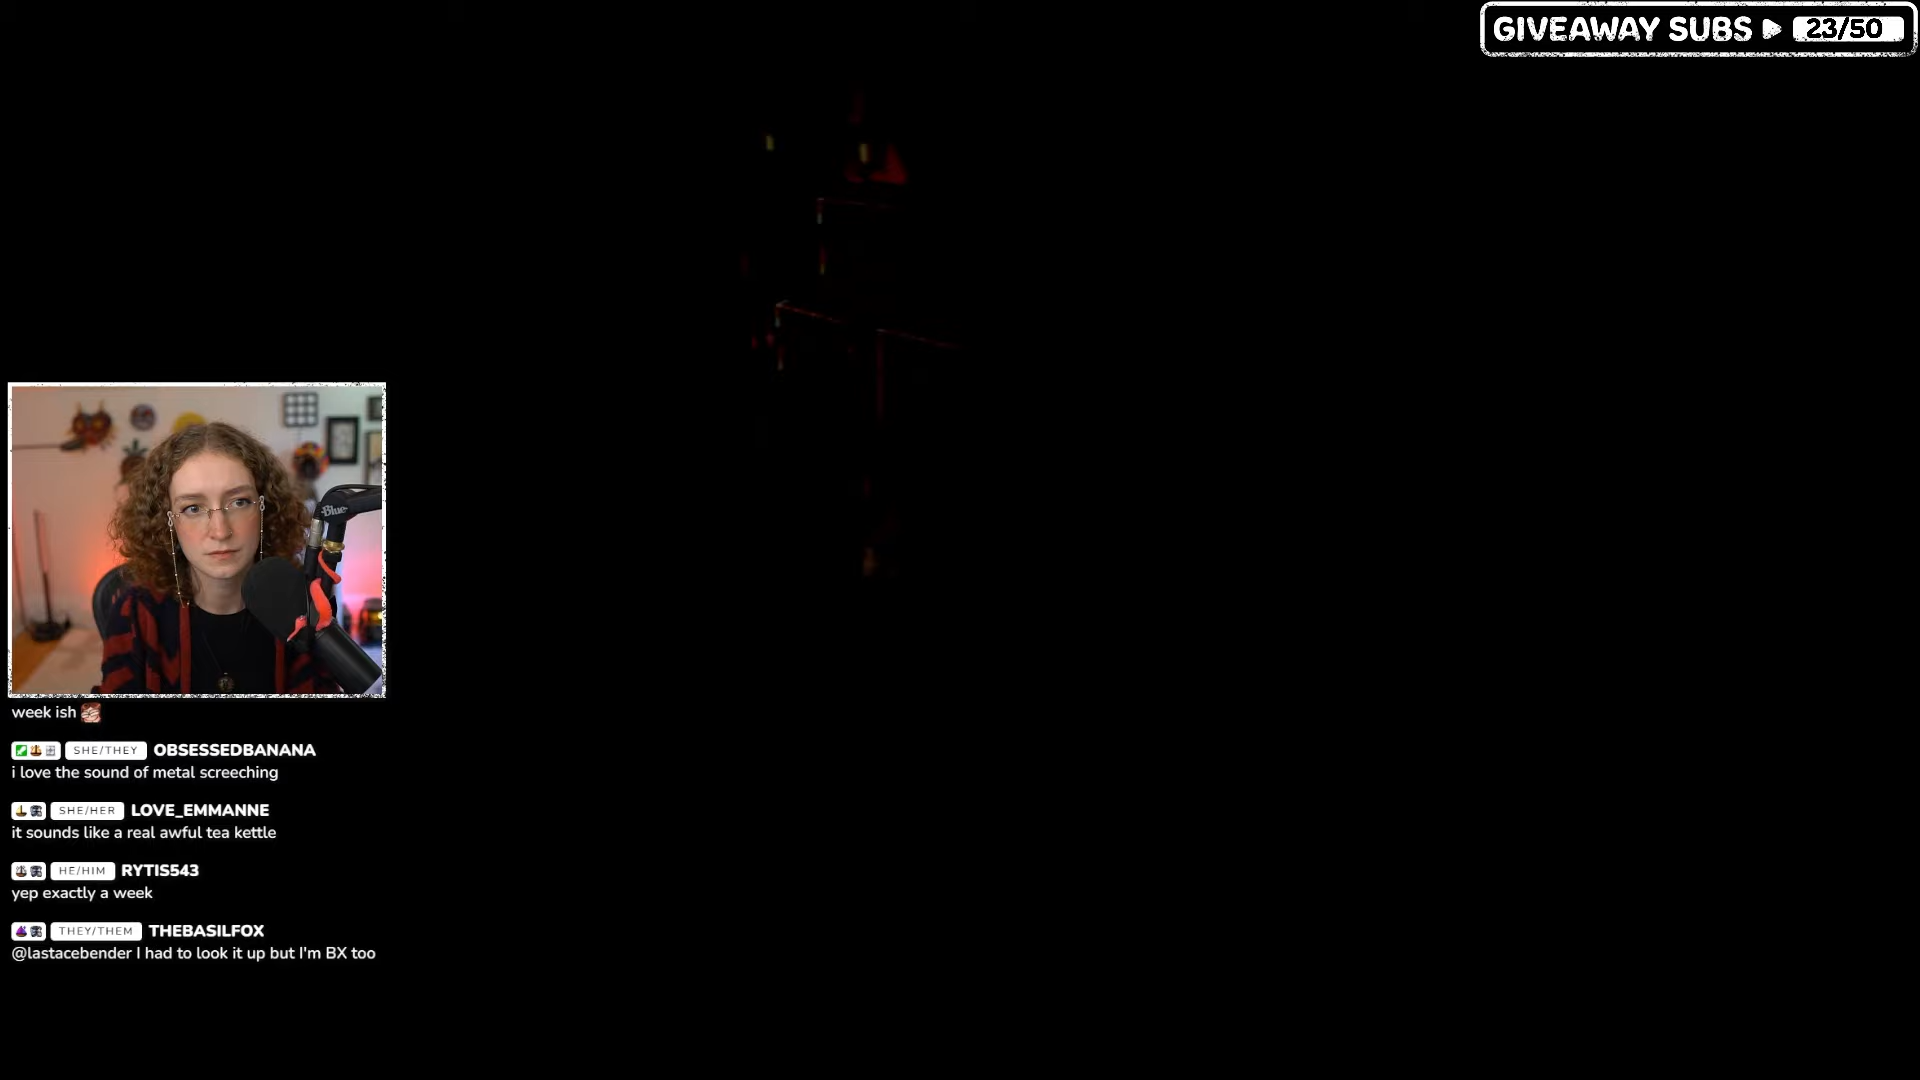 GIVEAWAY SUBS 23/50
Blue
week ish
SHE/THEY OBSESSEDBANANA
i love the sound of metal screeching
SHE/HER LOVE_EMMANNE
it sounds like a real awful tea kettle
HE/HIM RYTIS543
yep exactly a week
THEY/THEM THEBASILFOX
@lastacebender I had to look it up but I'm BX too